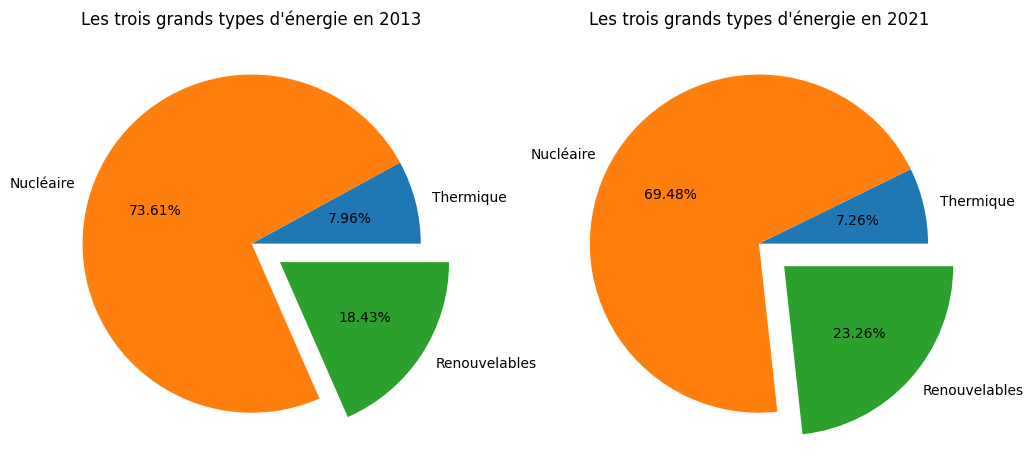 Les trois grands types d'énergie en 2013
Nucléaire
73.61%
Thermique
7.96%
18.43%
Renouvelables
Les trois grands types d'énergie en 2021
Nucléaire
69.48%
Thermique
7.26%
23.26%
Renouvelables